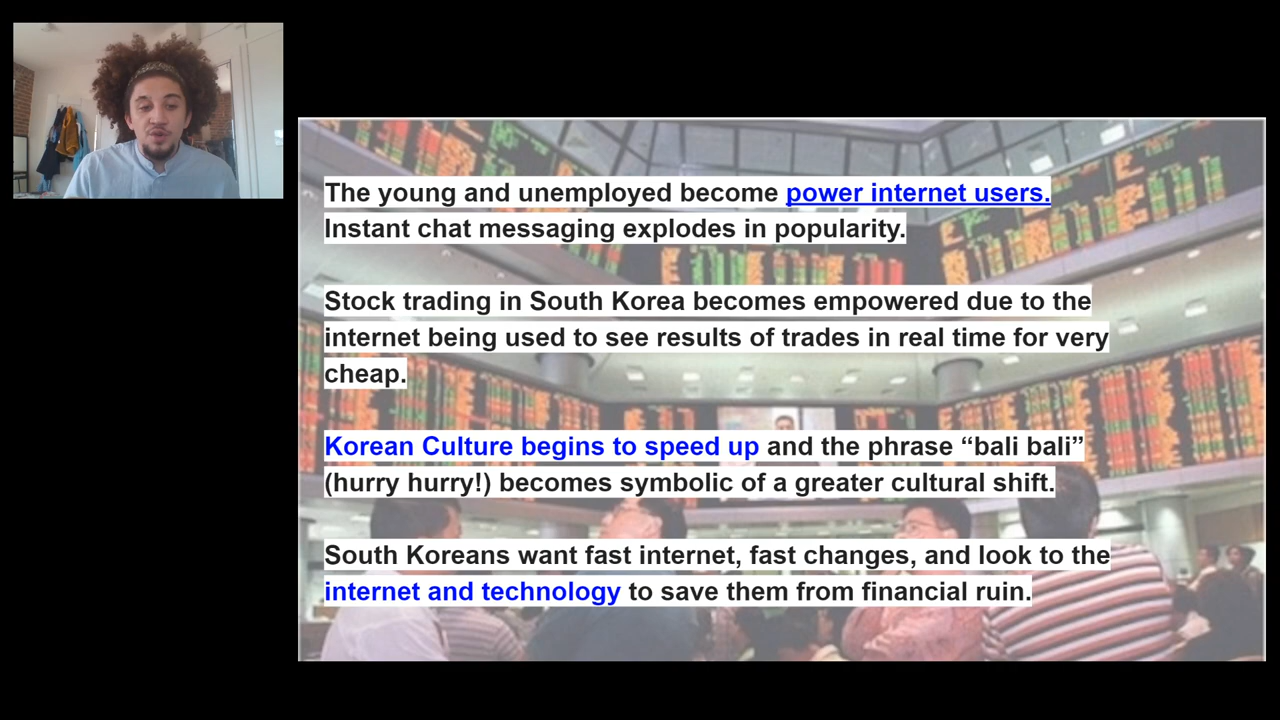 The young and unemployed become power internet users.
Instant chat messaging explodes in popularity.
Stock trading in South Korea becomes empowered due to the
internet being used to see results of trades in real time for very
cheap.
Korean Culture begins to speed up and the phrase “bali bali”
(hurry hurry!) becomes symbolic of a greater cultural shift.
South Koreans want fast internet, fast changes, and look to the
internet and technology to save them from financial ruin.